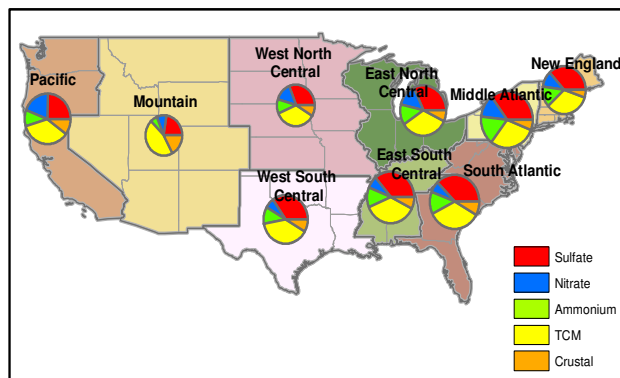 Pacific
Mountain
West North
Central
East North
Central
New England
Middle Atlantic
West South
Central
East South
Central
South Atlantic
Sulfate
Nitrate
Ammonium
TCM
Crustal